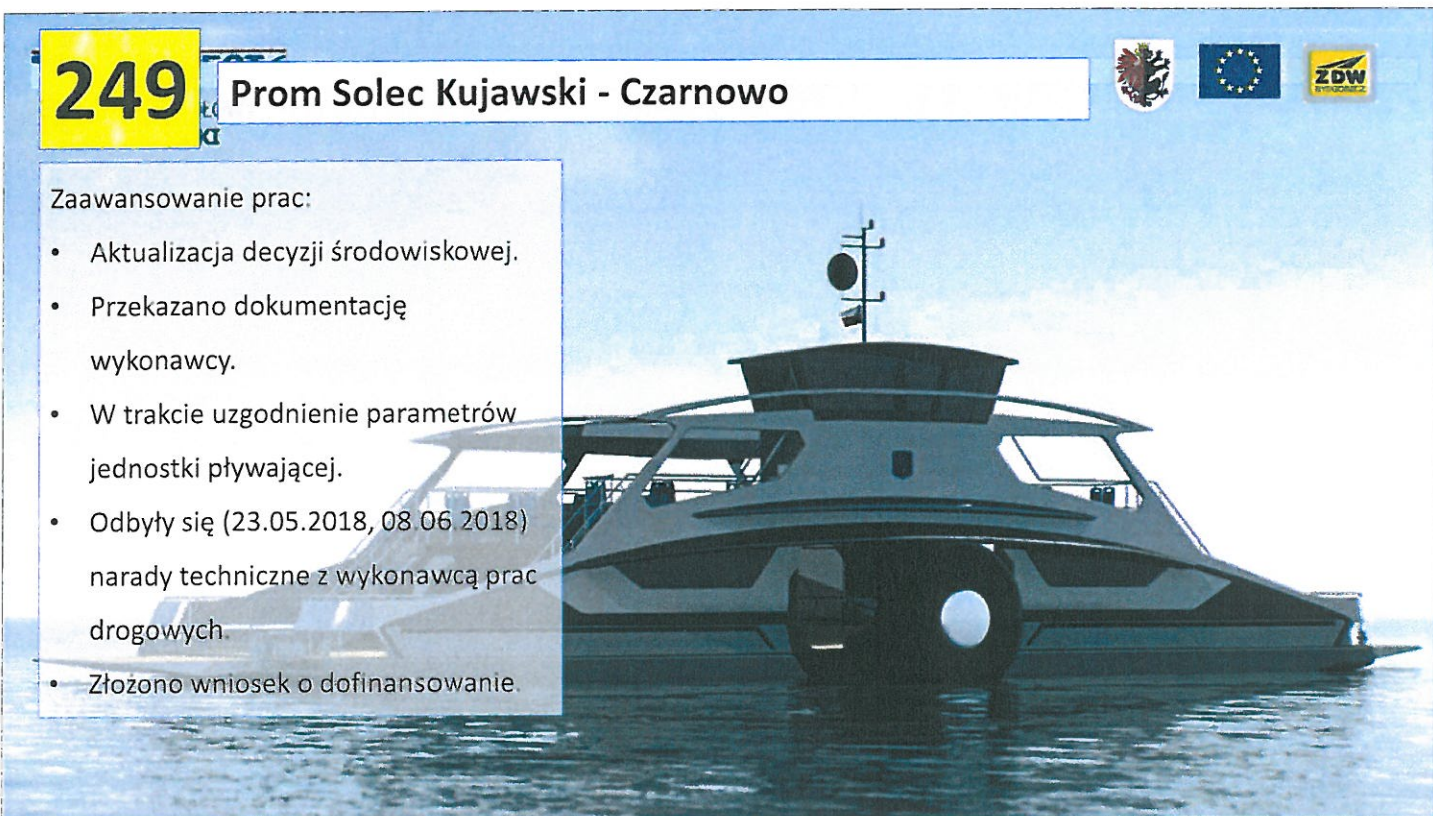 249
Prom Solec Kujawski - Czarnowo
ZDW
BYDGOSZCZ
Zaawansowanie prac:
• Aktualizacja decyzji środowiskowej.
• Przekazano dokumentację
wykonawcy.
• W trakcie uzgodnienie parametrów
jednostki pływającej.
• Odbyły się (23.05.2018, 08.06 2018)
narady techniczne z wykonawcą prac
drogowych.
• Złożono wniosek o dofinansowanie.